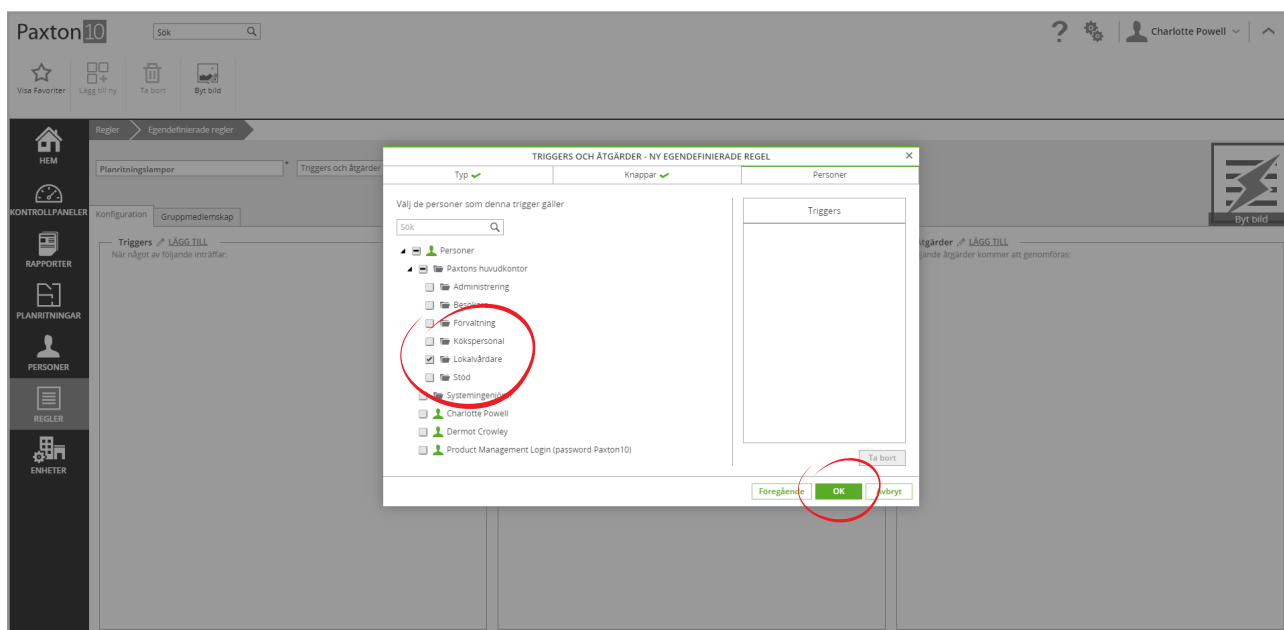 Paxton10
Sök
Charlotte Powell
Visa Favoriter
Lägg till ny
Ta bort
Byt bild
Regler
Egendefinierade regler
HEM
Planritningslampor
*
Triggers och åtgärder
Byt bild
KONTROLLPANELER
Konfiguration
Gruppmedlemskap
Triggers LÄGG TILL
När något av följande inträffar:
tgärder LÄGG TILL
jande åtgärder kommer att genomföras:
RAPPORTER
PLANRITNINGAR
PERSONER
REGLER
ENHETER
TRIGGERS OCH ÅTGÄRDER - NY EGENDEFINIERADE REGEL
Typ
Knappar
Personer
Välj de personer som denna trigger gäller
Sök
Personer
Paxtons huvudkontor
Administrering
Besökare
Förvaltning
Kökspersonal
Lokalvårdare
Stöd
Systemingenjörer
Charlotte Powell
Dermot Crowley
Product Management Login (password Paxton10)
Triggers
Ta bort
Föregående
OK
Avbryt